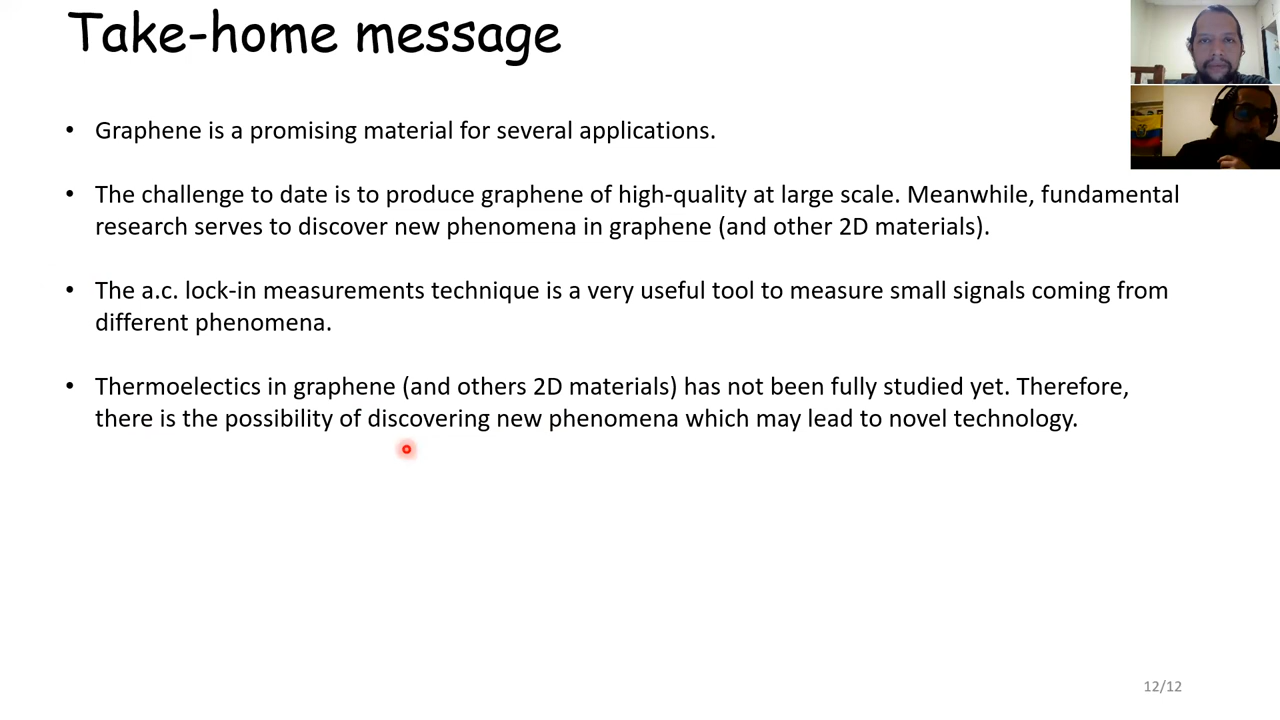 Take-home message
• Graphene is a promising material for several applications.
• The challenge to date is to produce graphene of high-quality at large scale. Meanwhile, fundamental
research serves to discover new phenomena in graphene (and other 2D materials).
• The a.c. lock-in measurements technique is a very useful tool to measure small signals coming from
different phenomena.
• Thermoelectics in graphene (and others 2D materials) has not been fully studied yet. Therefore,
there is the possibility of discovering new phenomena which may lead to novel technology.
12/12